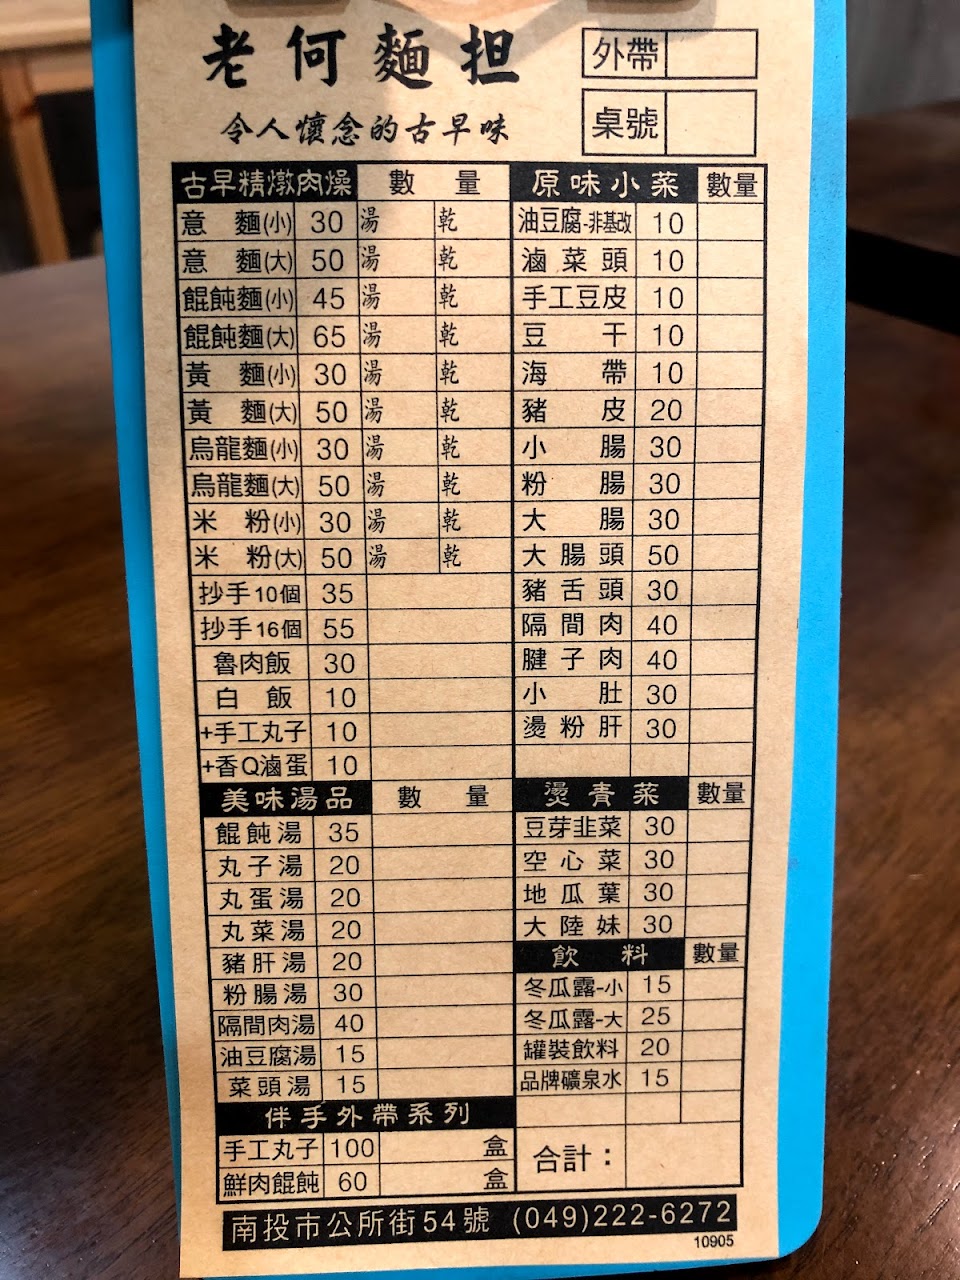 老何麵担
令人懷念的古早味
外帶
桌號
古早精燉肉燥 數量
意麵(小) 30 湯 乾
意麵(大) 50 湯 乾
餛飩麵(小) 45 湯 乾
餛飩麵(大) 65 湯 乾
黃麵(小) 30 湯 乾
黃麵(大) 50 湯 乾
烏龍麵(小) 30 湯 乾
烏龍麵(大) 50 湯 乾
米粉(小) 30 湯 乾
米粉(大) 50 湯 乾
抄手10個 35
抄手16個 55
魯肉飯 30
白飯 10
+手工丸子 10
+香Q滷蛋 10
美味湯品 數量
餛飩湯 35
丸子湯 20
丸蛋湯 20
丸菜湯 20
豬肝湯 20
粉腸湯 30
隔間肉湯 40
油豆腐湯 15
菜頭湯 15
伴手外帶系列
手工丸子 100 盒
鮮肉餛飩 60 盒
原味小菜 數量
油豆腐-非基改 10
滷菜頭 10
手工豆皮 10
豆干 10
海帶 10
豬皮 20
小腸 30
粉腸 30
大腸 30
大腸頭 50
豬舌頭 30
隔間肉 40
腱子肉 40
小肚 30
燙粉肝 30
燙青菜 數量
豆芽韭菜 30
空心菜 30
地瓜葉 30
大陸妹 30
飲料 數量
冬瓜露-小 15
冬瓜露-大 25
罐裝飲料 20
品牌礦泉水 15
合計：
南投市公所街54號 (049)222-6272
10905